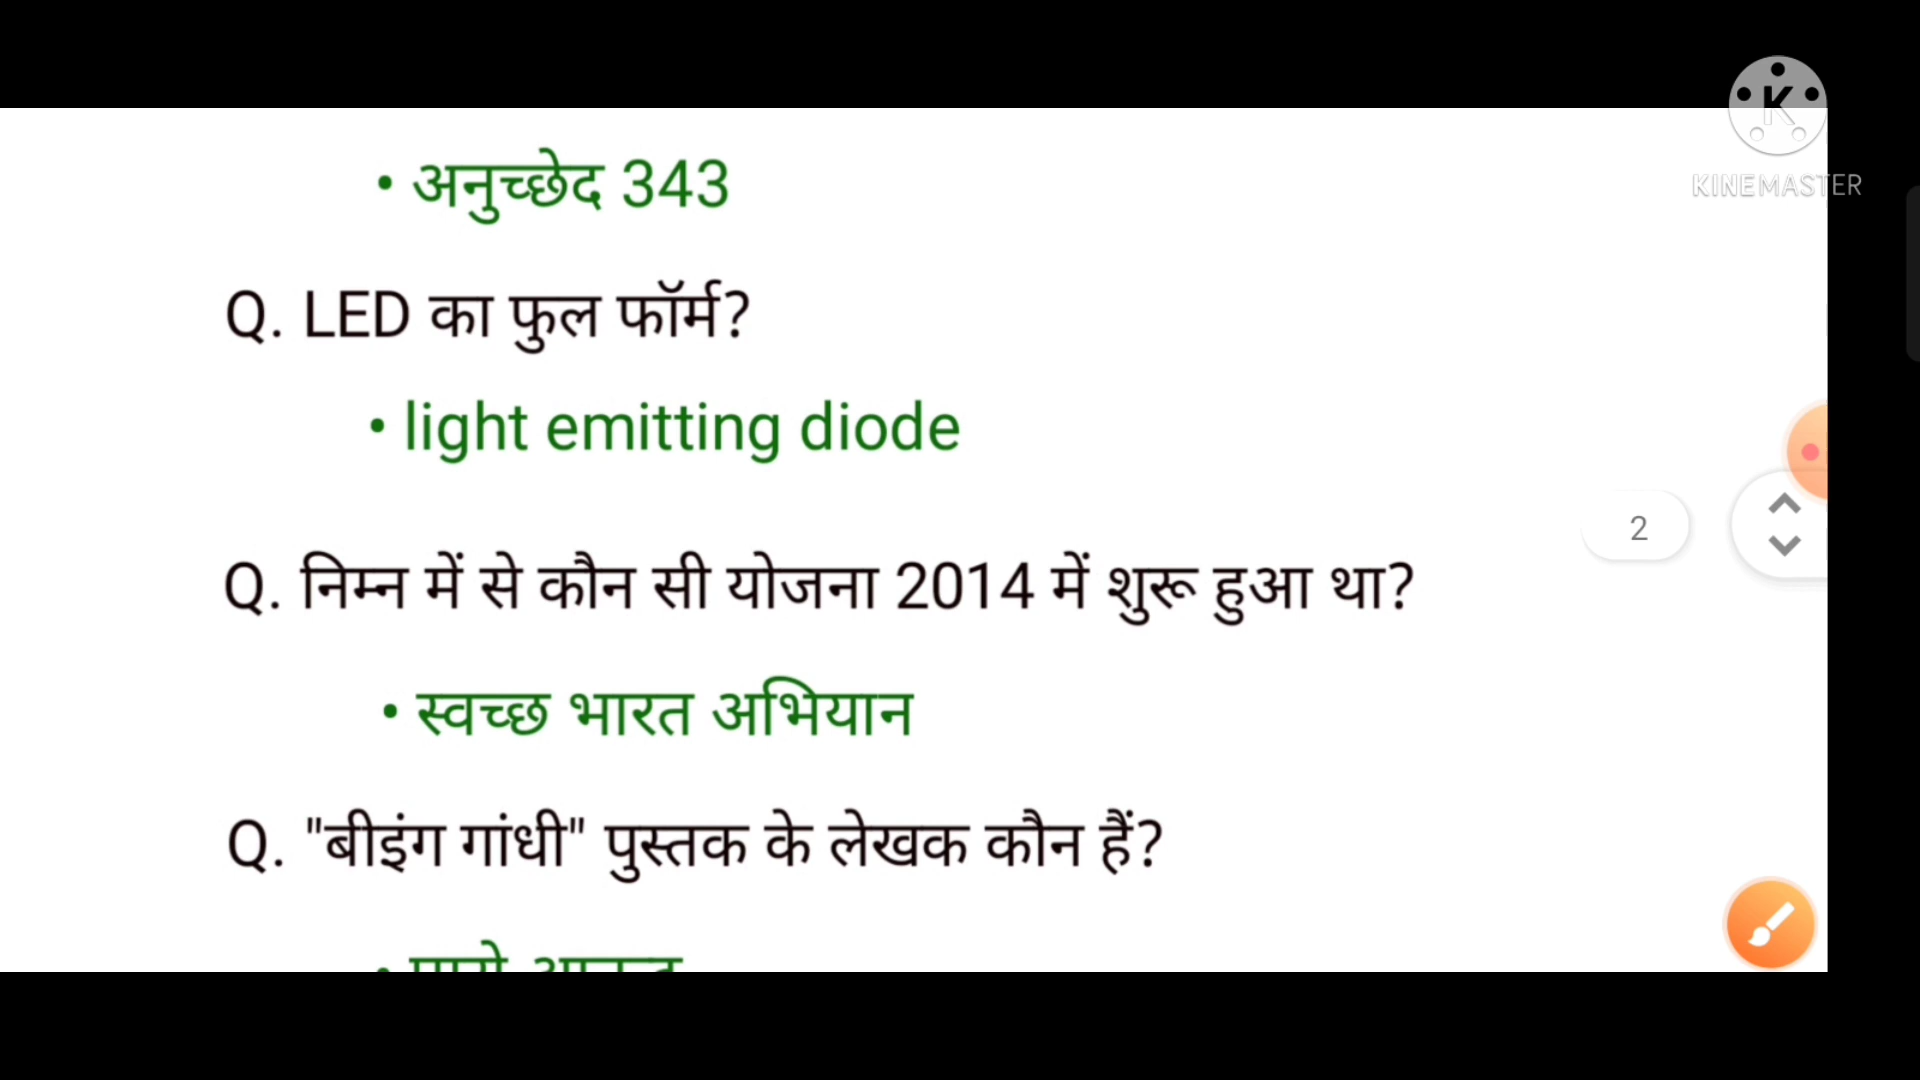 • अनुच्छेद 343
KINEMASTER
Q. LED का फुल फॉर्म?
• light emitting diode
2
Q. निम्न में से कौन सी योजना 2014 में शुरू हुआ था?
• स्वच्छ भारत अभियान
Q. "बीइंग गांधी" पुस्तक के लेखक कौन हैं?